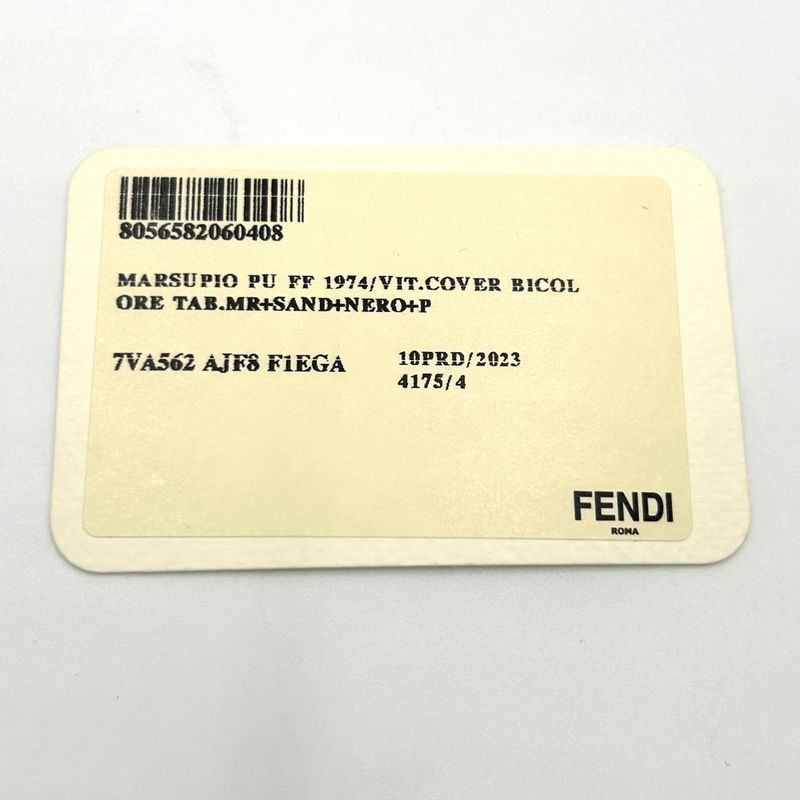 8056582060408
MARSUPIO PU FF 1974/VIT.COVER BICOL
ORE TAB.MR+SAND+NERO+P
7VA562 AJF8 F1EGA
10PRD/2023
4175/4
FENDI
ROMA